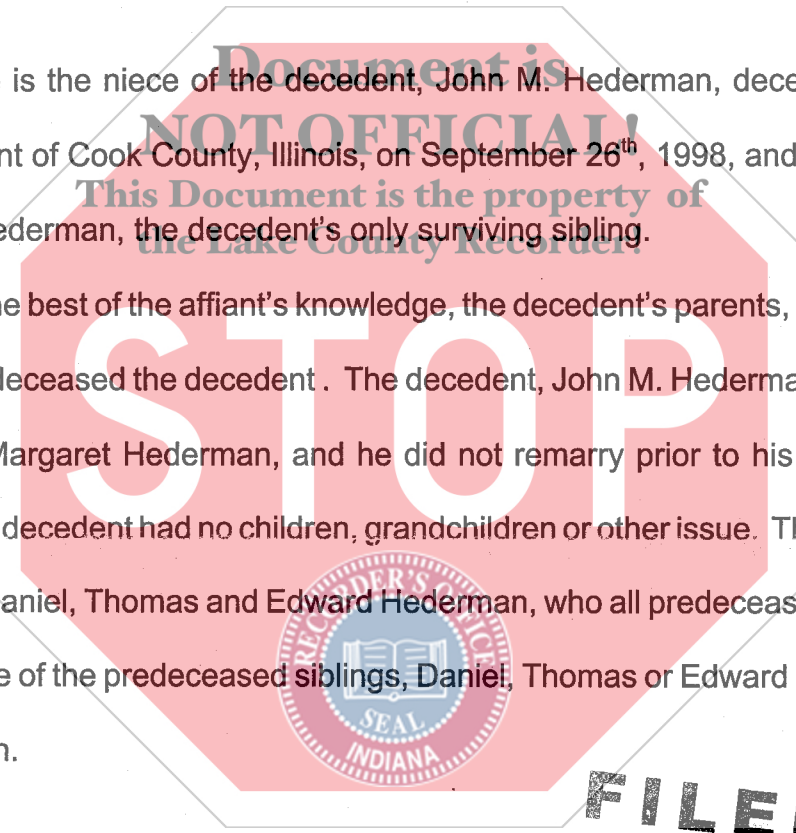 Document is
is the niece of the decedent, John M. Hederman, dece
NOT OFFICIAL!
nt of Cook County, Illinois, on September 26th, 1998, and
This Document is the property of
ederman, the decedent's only surviving sibling.
the Lake County Recorder!
he best of the affiant's knowledge, the decedent's parents,
deceased the decedent. The decedent, John M. Hederma
STOP
Margaret Hederman, and he did not remarry prior to his
decedent had no children, grandchildren or other issue. Th
aniel, Thomas and Edward Hederman, who all predeceas
RECORDER'S OFFICE
e of the predeceased siblings, Daniel, Thomas or Edward
SEAL
INDIANA
n.
FILE